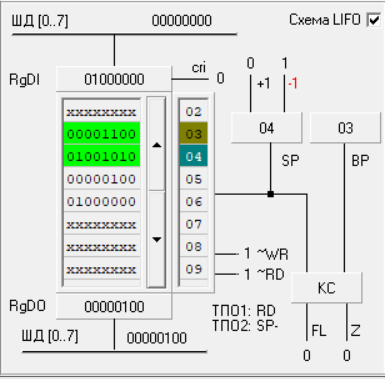 ШД [0..7] 00000000 Схема LIFO
RgDI 01000000 cri 0 0 1
+1 -1
xxxxxxxx 02
00001100 03
01001010 04
00000100 05
01000000 06
xxxxxxxx 07
xxxxxxxx 08
xxxxxxxx 09
04 03
SP BP
1 ~WR
1 ~RD
КС
RgDO 00000100
ТПО1: RD
ТПО2: SP-
FL Z
ШД [0..7] 00000100
0 0